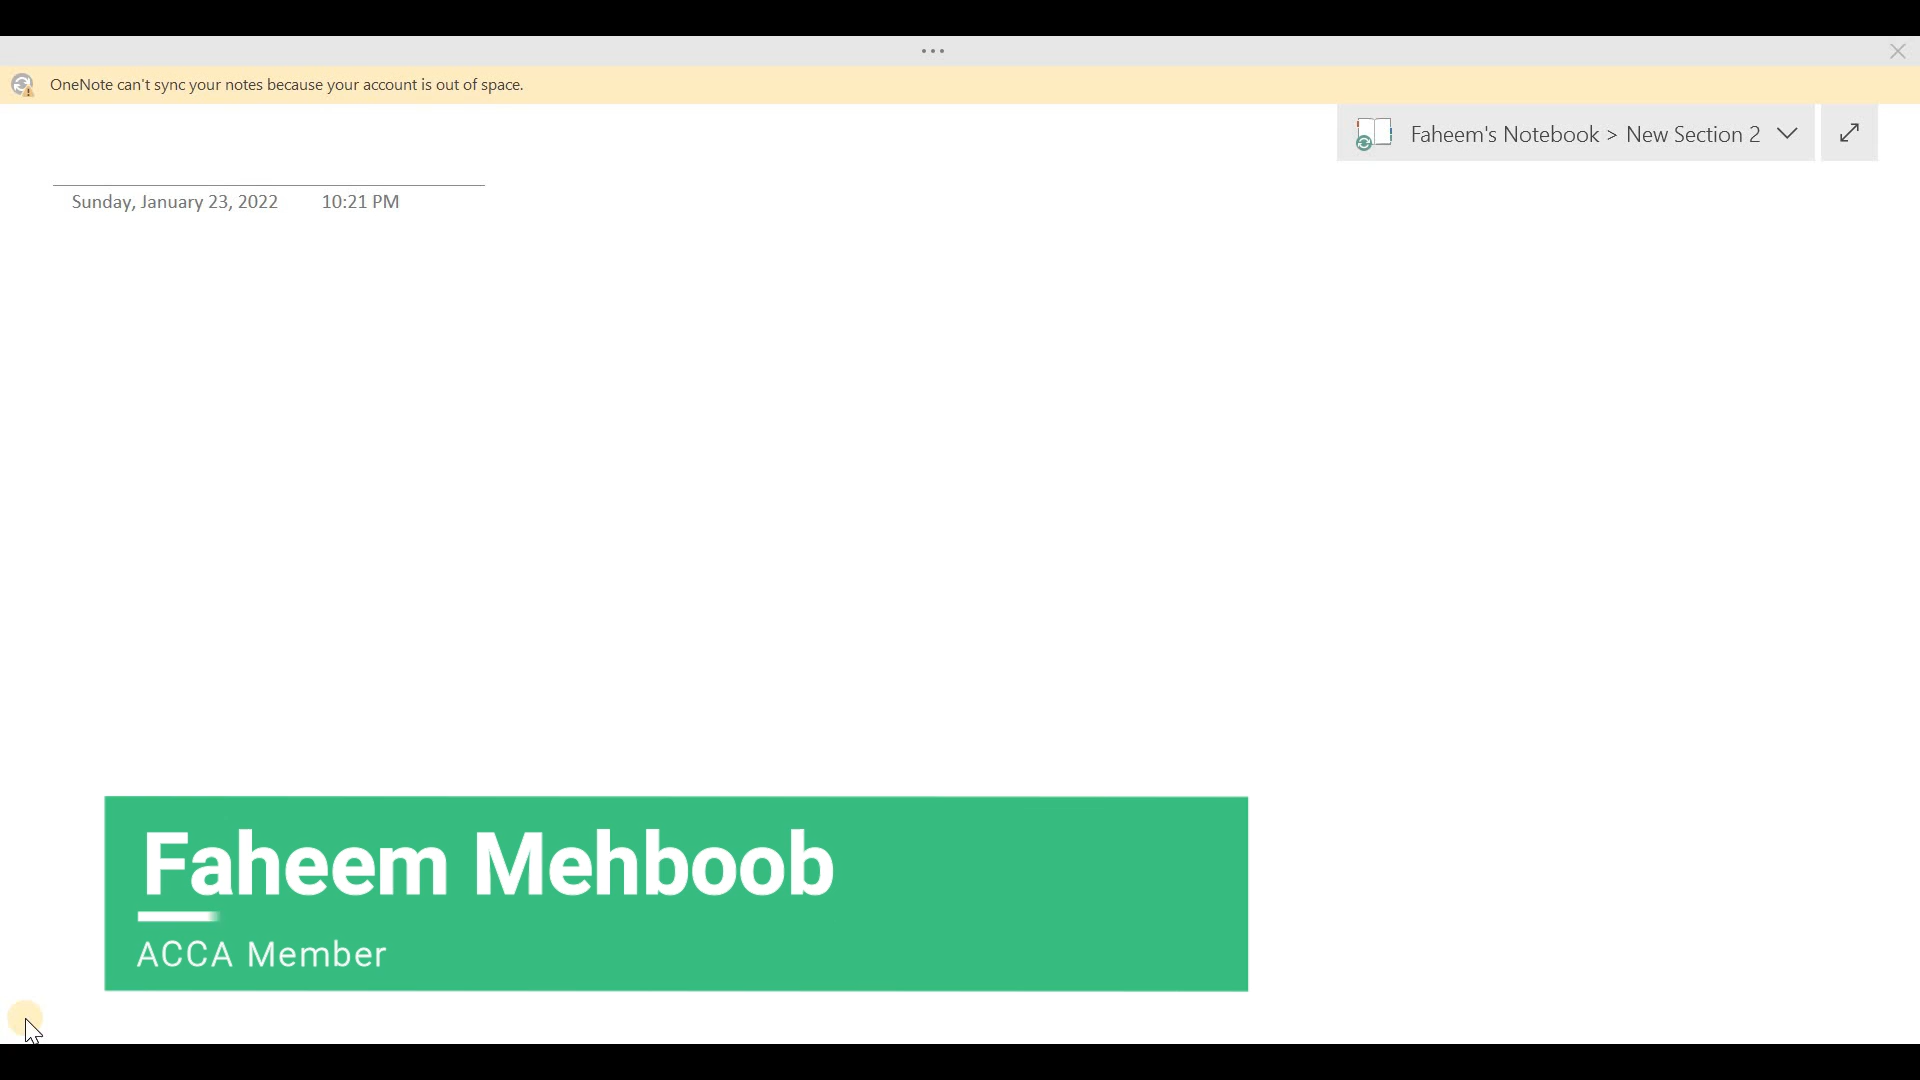 OneNote can't sync your notes because your account is out of space.
Faheem's Notebook > New Section 2
Sunday, January 23, 2022 10:21 PM
Faheem Mehboob
ACCA Member